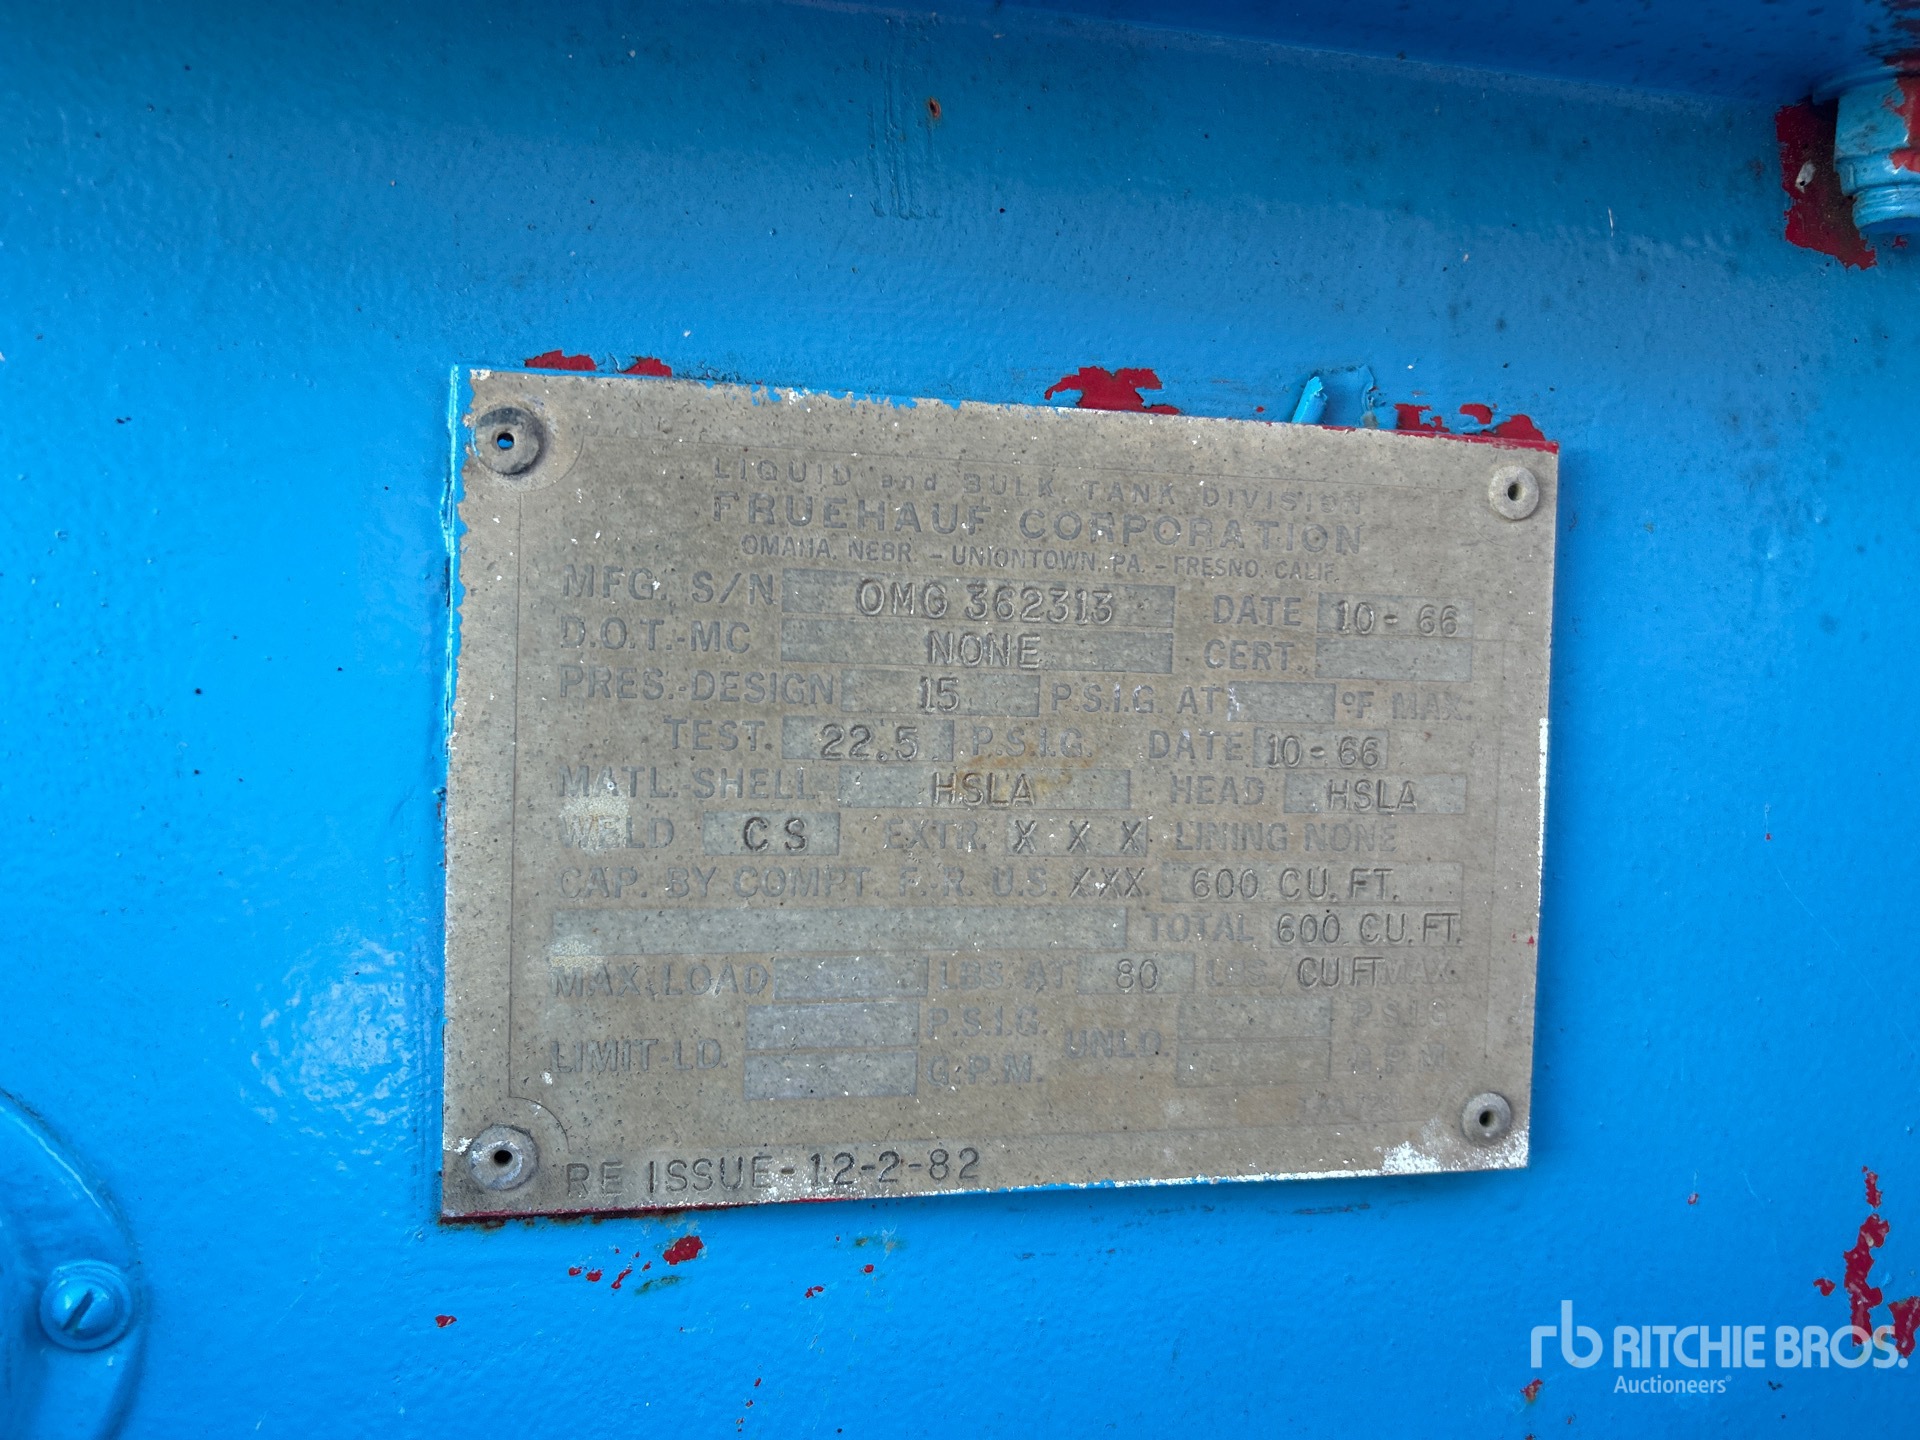 LIQUID and BULK TANK DIVISION
FRUEHAUF CORPORATION
OMAHA, NEBR. - UNIONTOWN, PA. - FRESNO, CALIF.
MFG. S/N OMG 362313 DATE 10-66
D.O.T.-MC NONE CERT.
PRES.-DESIGN 15 P.S.I.G. AT °F MAX.
TEST. 22.5 P.S.I.G. DATE 10-66
MATL.-SHELL HSLA HEAD HSLA
WELD CS EXTR. X X X LINING NONE
CAP. BY COMPT. F.-R. U.S. XXX 600 CU. FT.
TOTAL 600 CU. FT.
MAX. LOAD LBS. AT 80 CU FT
LIMIT-LD. P.S.I.G. UNLD. P.S.I.G.
G.P.M. G.P.M.
RE ISSUE-12-2-82
rb RITCHIE BROS.
Auctioneers